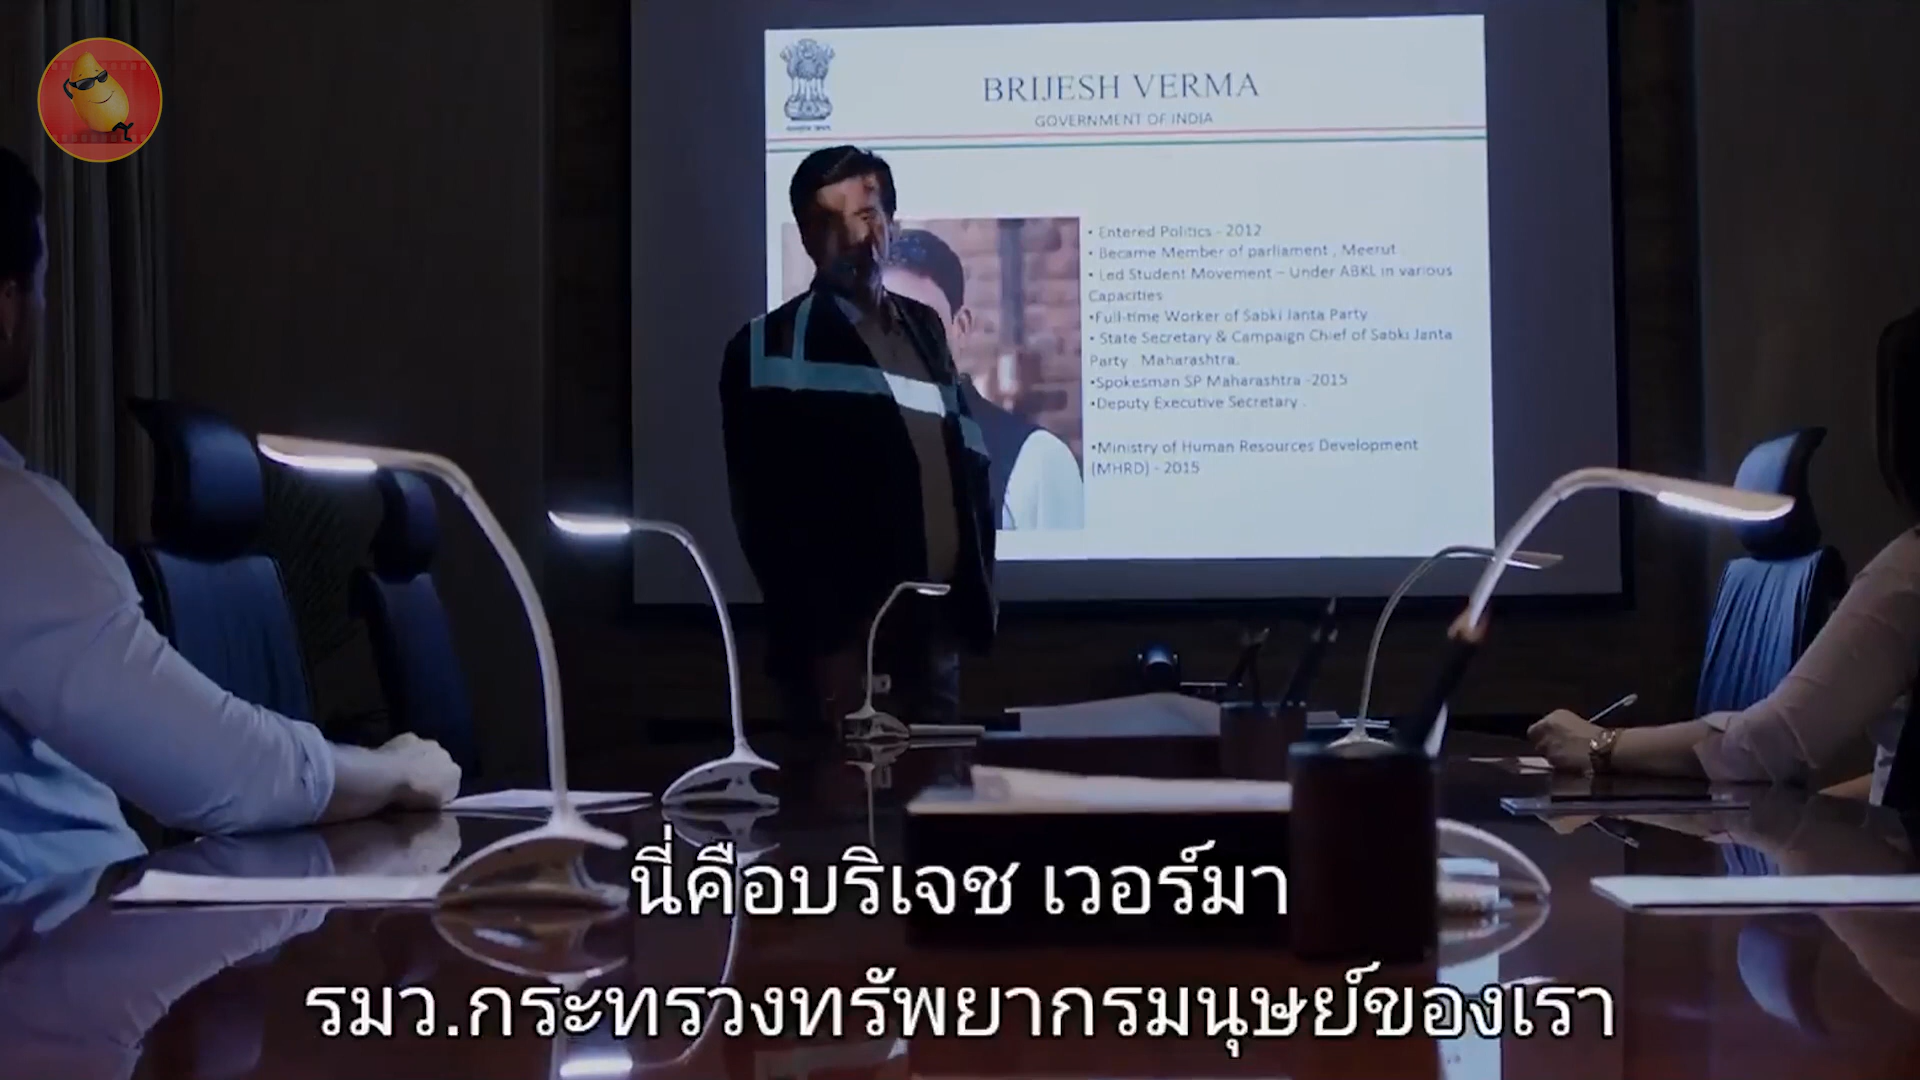 BRIJESH VERMA
GOVERNMENT OF INDIA
• Entered Politics - 2012
• Became Member of parliament , Meerut .
• Led Student Movement – Under ABKL in various
Capacities
•Full-time Worker of Sabki Janta Party
• State Secretary & Campaign Chief of Sabki Janta
Party Maharashtra.
•Spokesman SP Maharashtra -2015
•Deputy Executive Secretary .
•Ministry of Human Resources Development
(MHRD) - 2015
นี่คือบริเจช เวอร์มา
รมว.กระทรวงทรัพยากรมนุษย์ของเรา